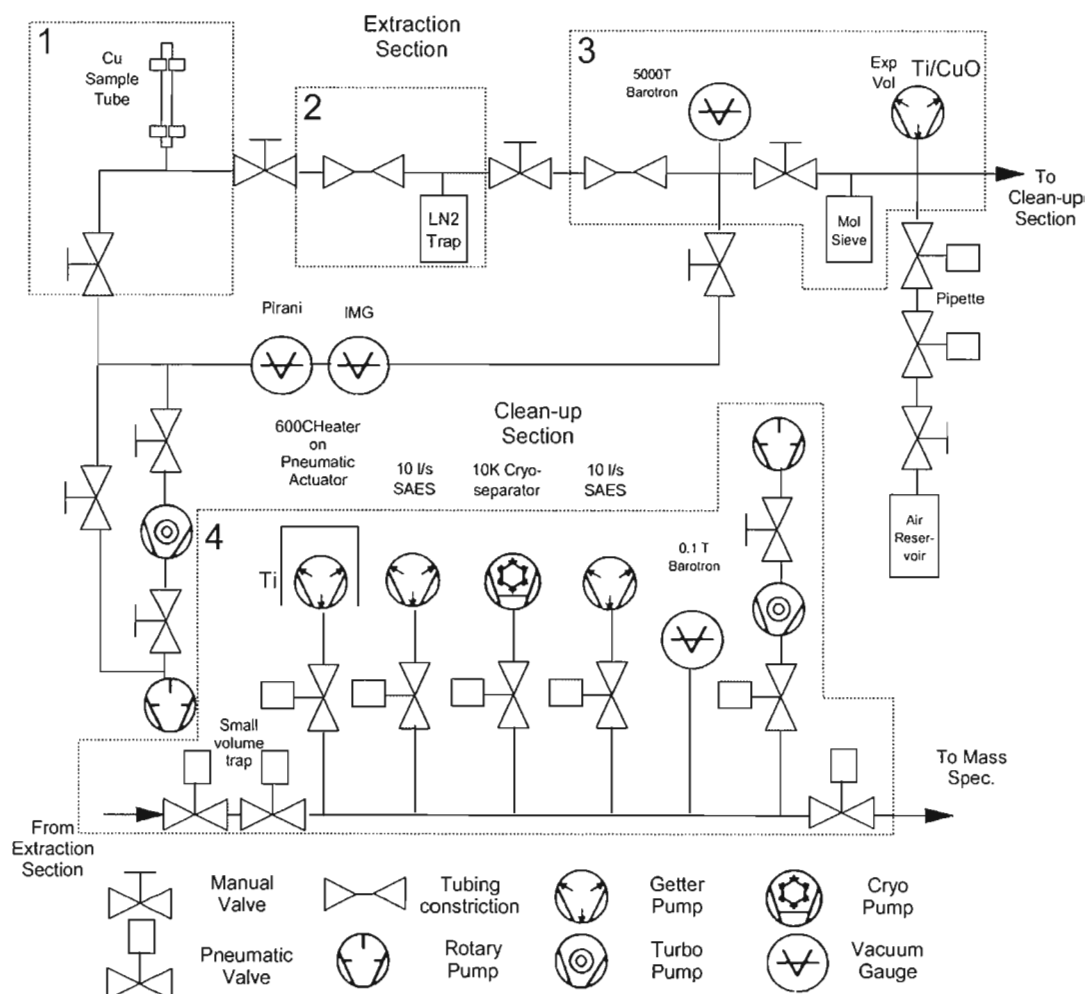 Extraction
Section
1
Cu
Sample
Tube
2
LN2
Trap
3
5000T
Barotron
Exp
Vol
Ti/CuO
Mol
Sieve
To
Clean-up
Section
Pipette
Air
Reser-
voir
Pirani
IMG
Clean-up
Section
600CHeater
on
Pneumatic
Actuator
10 l/s
SAES
10K Cryo-
separator
10 l/s
SAES
4
Ti
0.1 T
Barotron
Small
volume
trap
To Mass
Spec.
From
Extraction
Section
Manual
Valve
Tubing
constriction
Getter
Pump
Cryo
Pump
Pneumatic
Valve
Rotary
Pump
Turbo
Pump
Vacuum
Gauge